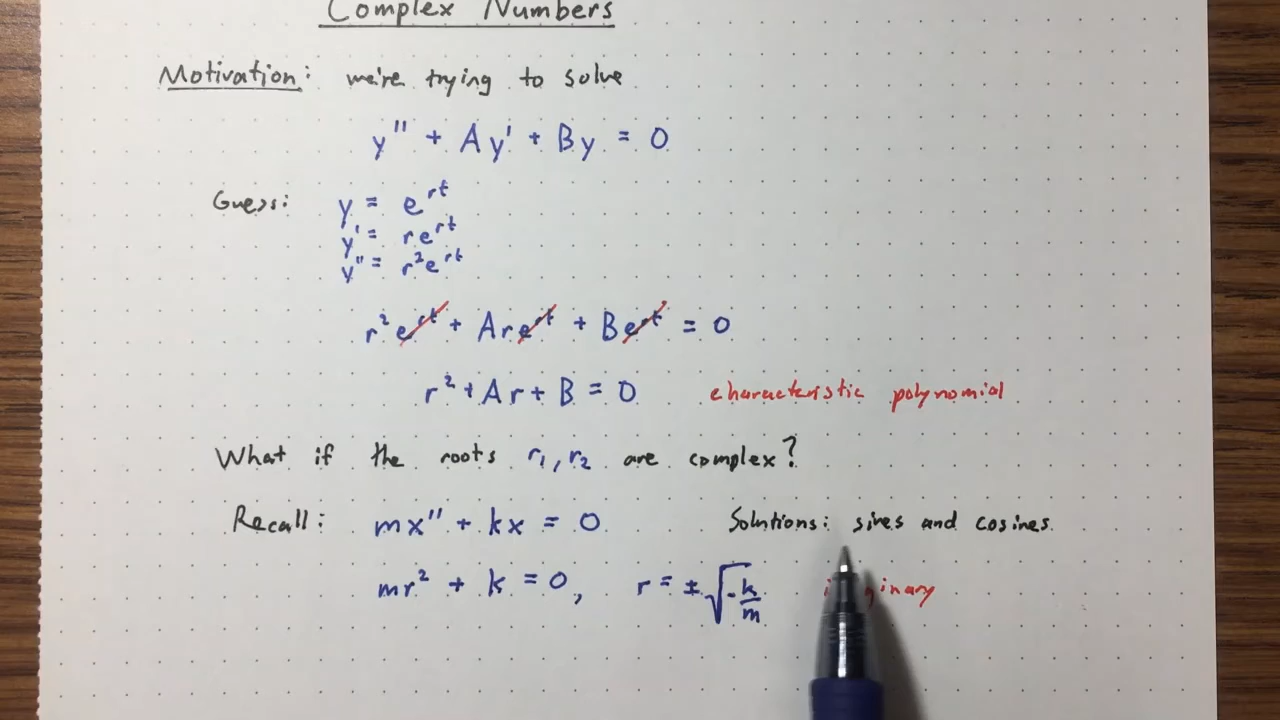 Complex Numbers
Motivation: we're trying to solve
y'' + Ay' + By = 0
Guess: y = e^{rt}
y' = re^{rt}
y'' = r²e^{rt}
r²e^{rt} + Are^{rt} + Be^{rt} = 0
r² + Ar + B = 0 characteristic polynomial
What if the roots r₁, r₂ are complex?
Recall: mx'' + kx = 0 Solutions: sines and cosines
mr² + k = 0, r = ±√(-k/m)